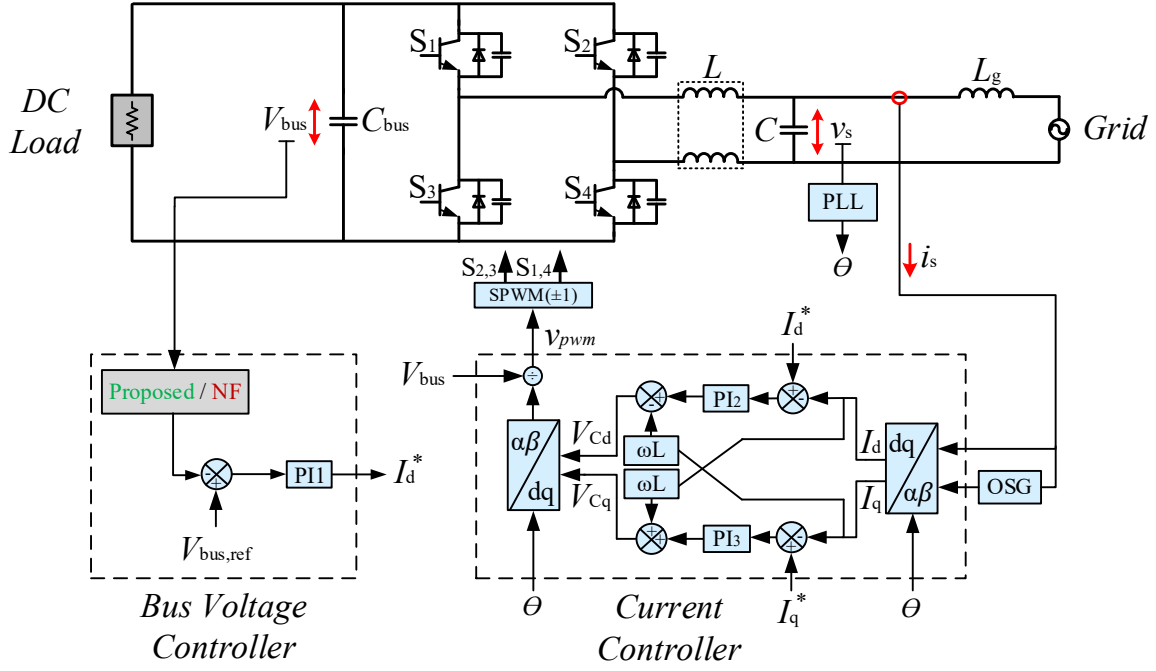 S1
S2
L
Lg
DC
Load
Vbus
Cbus
C
vs
Grid
S3
S4
PLL
θ
is
S2,3
S1,4
SPWM(±1)
vpwm
Id*
Vbus
÷
Proposed / NF
- +
PI2
+ -
αβ
dq
VCd
ωL
Id
dq
αβ
- +
PI1
Id*
VCq
ωL
Iq
OSG
Vbus,ref
+ +
PI3
- +
θ
Iq*
θ
Bus Voltage
Controller
Current
Controller